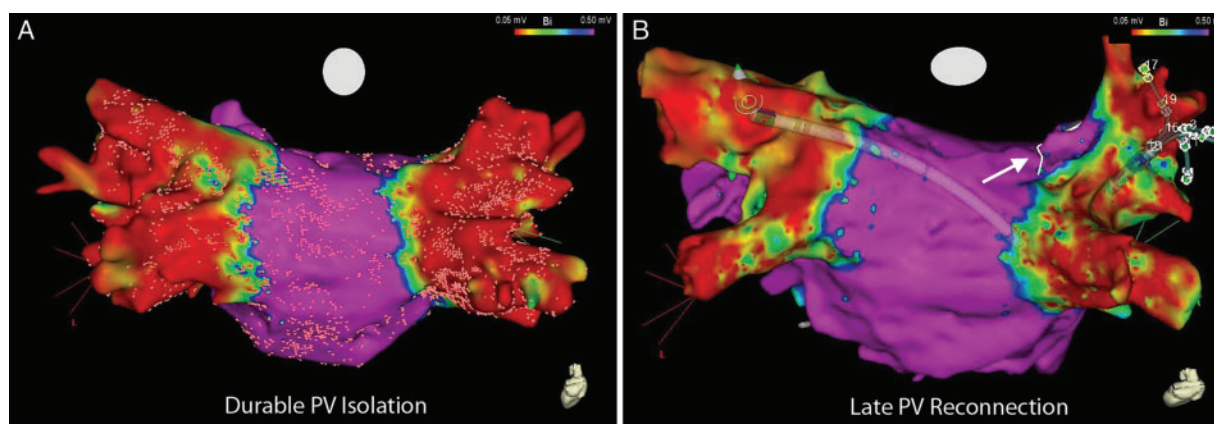 A
0.05 mV Bi 0.50 mV
L
Durable PV Isolation
B
0.05 mV Bi 0.50
17
19
L
Late PV Reconnection